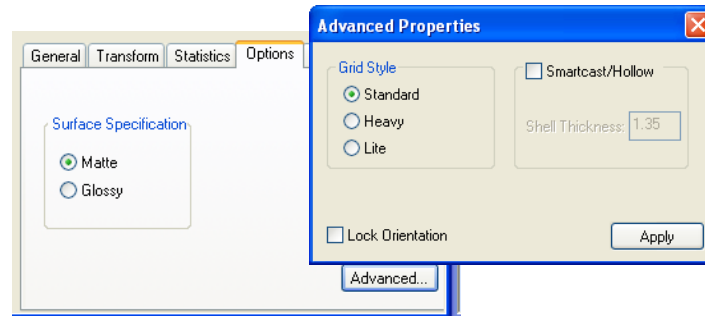 Advanced Properties
General Transform Statistics Options
Grid Style
Standard
Heavy
Lite
Smartcast/Hollow
Shell Thickness: 1.35
Surface Specification
Matte
Glossy
Lock Orientation
Apply
Advanced...